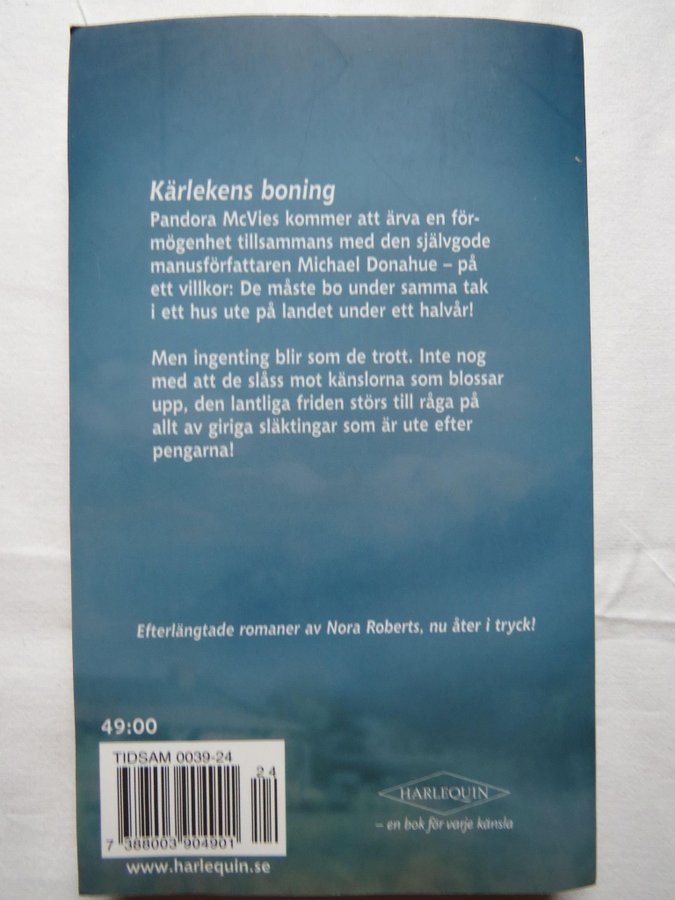 Kärlekens boning
Pandora McVies kommer att ärva en för-
mögenhet tillsammans med den självgode
manusförfattaren Michael Donahue – på
ett villkor: De måste bo under samma tak
i ett hus ute på landet under ett halvår!
Men ingenting blir som de trott. Inte nog
med att de slåss mot känslorna som blossar
upp, den lantliga friden störs till råga på
allt av giriga släktingar som är ute efter
pengarna!
Efterlängtade romaner av Nora Roberts, nu åter i tryck!
49:00
TIDSAM 0039-24
24
7 388003 904901
www.harlequin.se
HARLEQUIN
– en bok för varje känsla